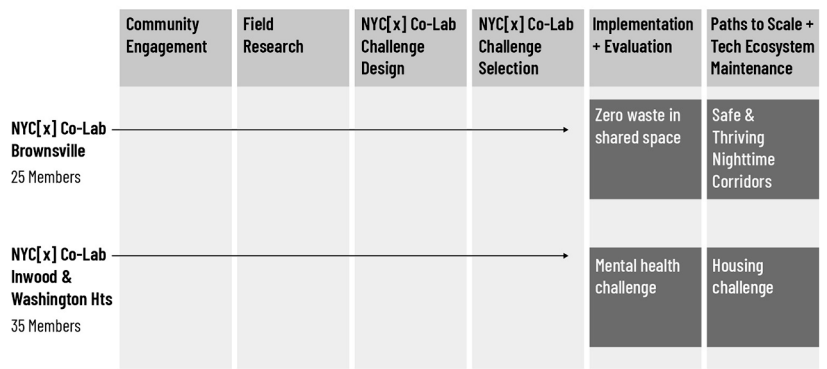 Community
Engagement
Field
Research
NYC[x] Co-Lab
Challenge
Design
NYC[x] Co-Lab
Challenge
Selection
Implementation
+ Evaluation
Paths to Scale +
Tech Ecosystem
Maintenance
NYC[x] Co-Lab
Brownsville
25 Members
Zero waste in
shared space
Safe &
Thriving
Nighttime
Corridors
NYC[x] Co-Lab
Inwood &
Washington Hts
35 Members
Mental health
challenge
Housing
challenge